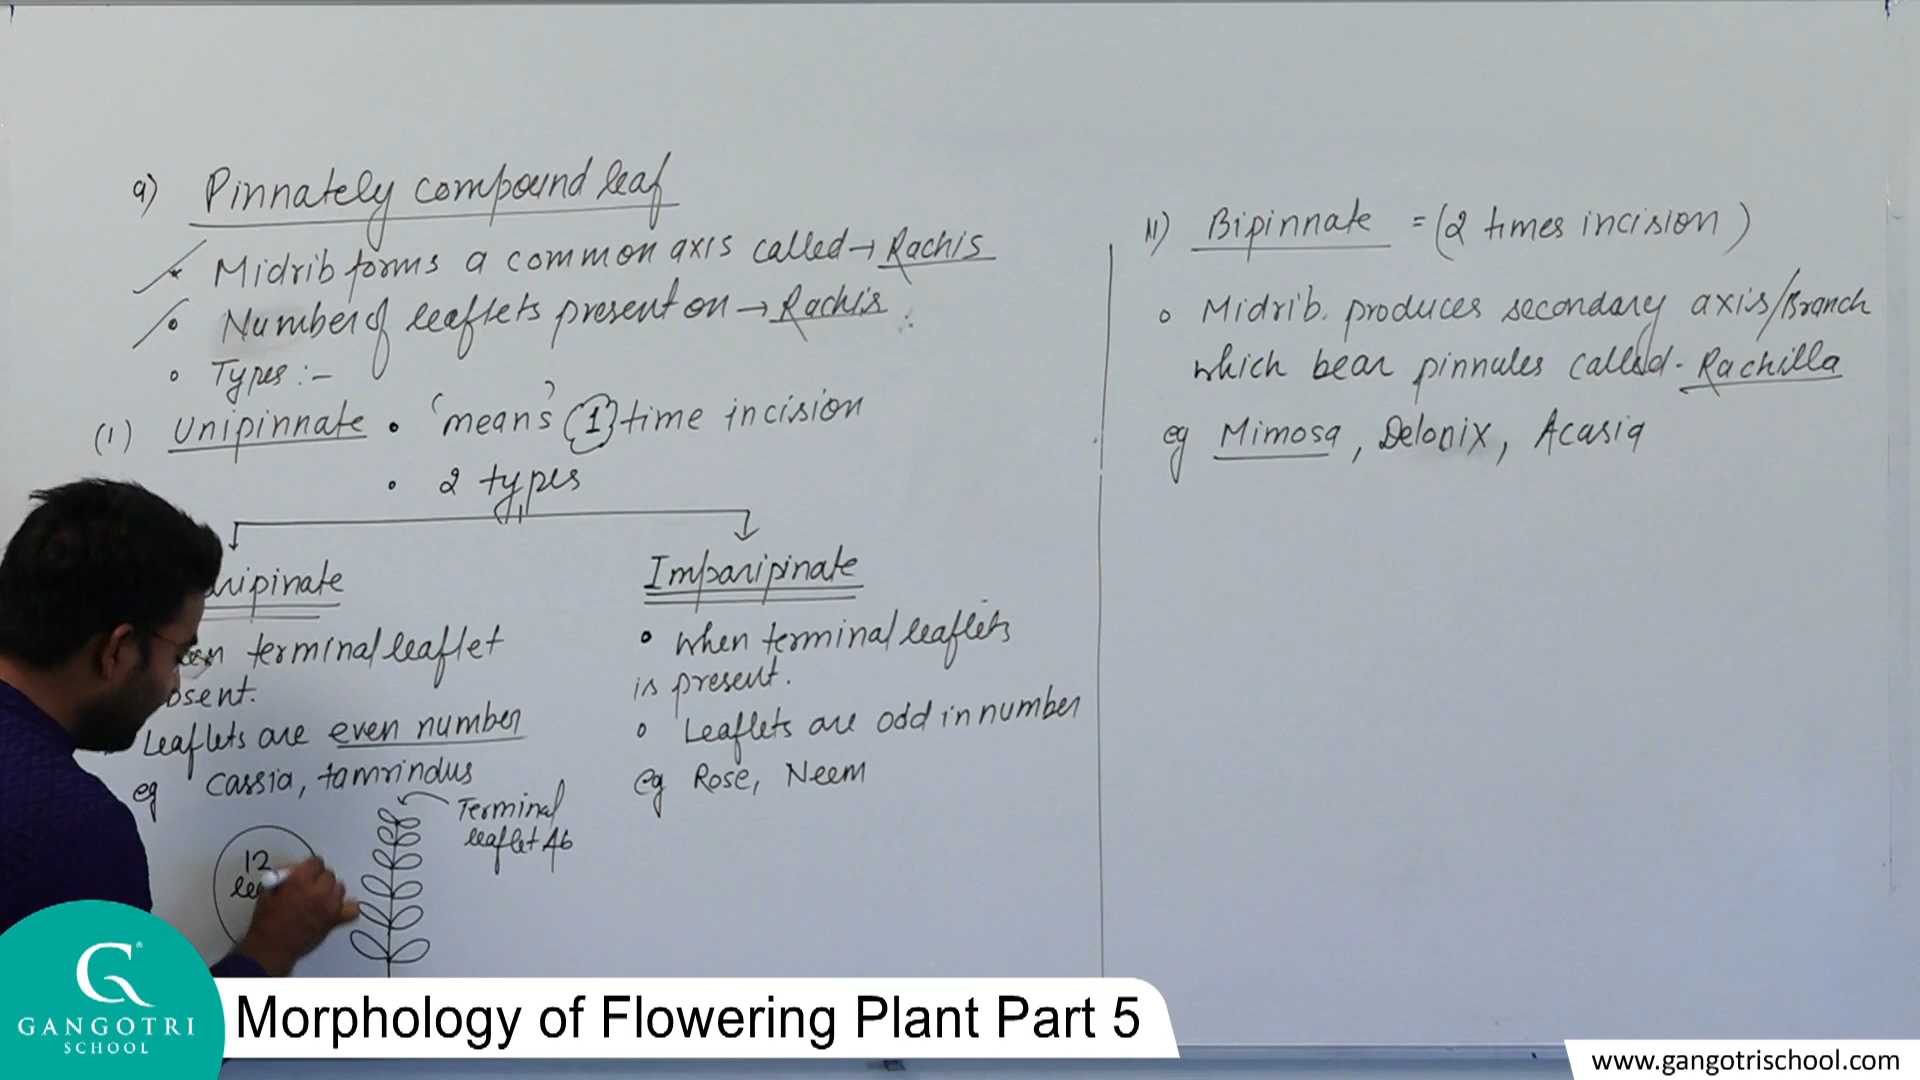 a) Pinnately compound leaf
* Midrib forms a common axis called → Rachis
• Number of leaflets present on → Rachis.
• Types :-
(1) Unipinnate • 'means' 1 time incision
• 2 types
ripinate
terminal leaflet
bsent.
Leaflets are even number
eg cassia, tamrindus
Terminal
leaflet Ab
12
Imparipinate
• when terminal leaflets
is present.
• Leaflets are odd in number
eg Rose, Neem
II) Bipinnate = (2 times incision)
• Midrib. produces secondary axis/Branch
which bear pinnules called - Rachilla
eg Mimosa, Delonix, Acasia
GANGOTRI
SCHOOL
Morphology of Flowering Plant Part 5
www.gangotrischool.com